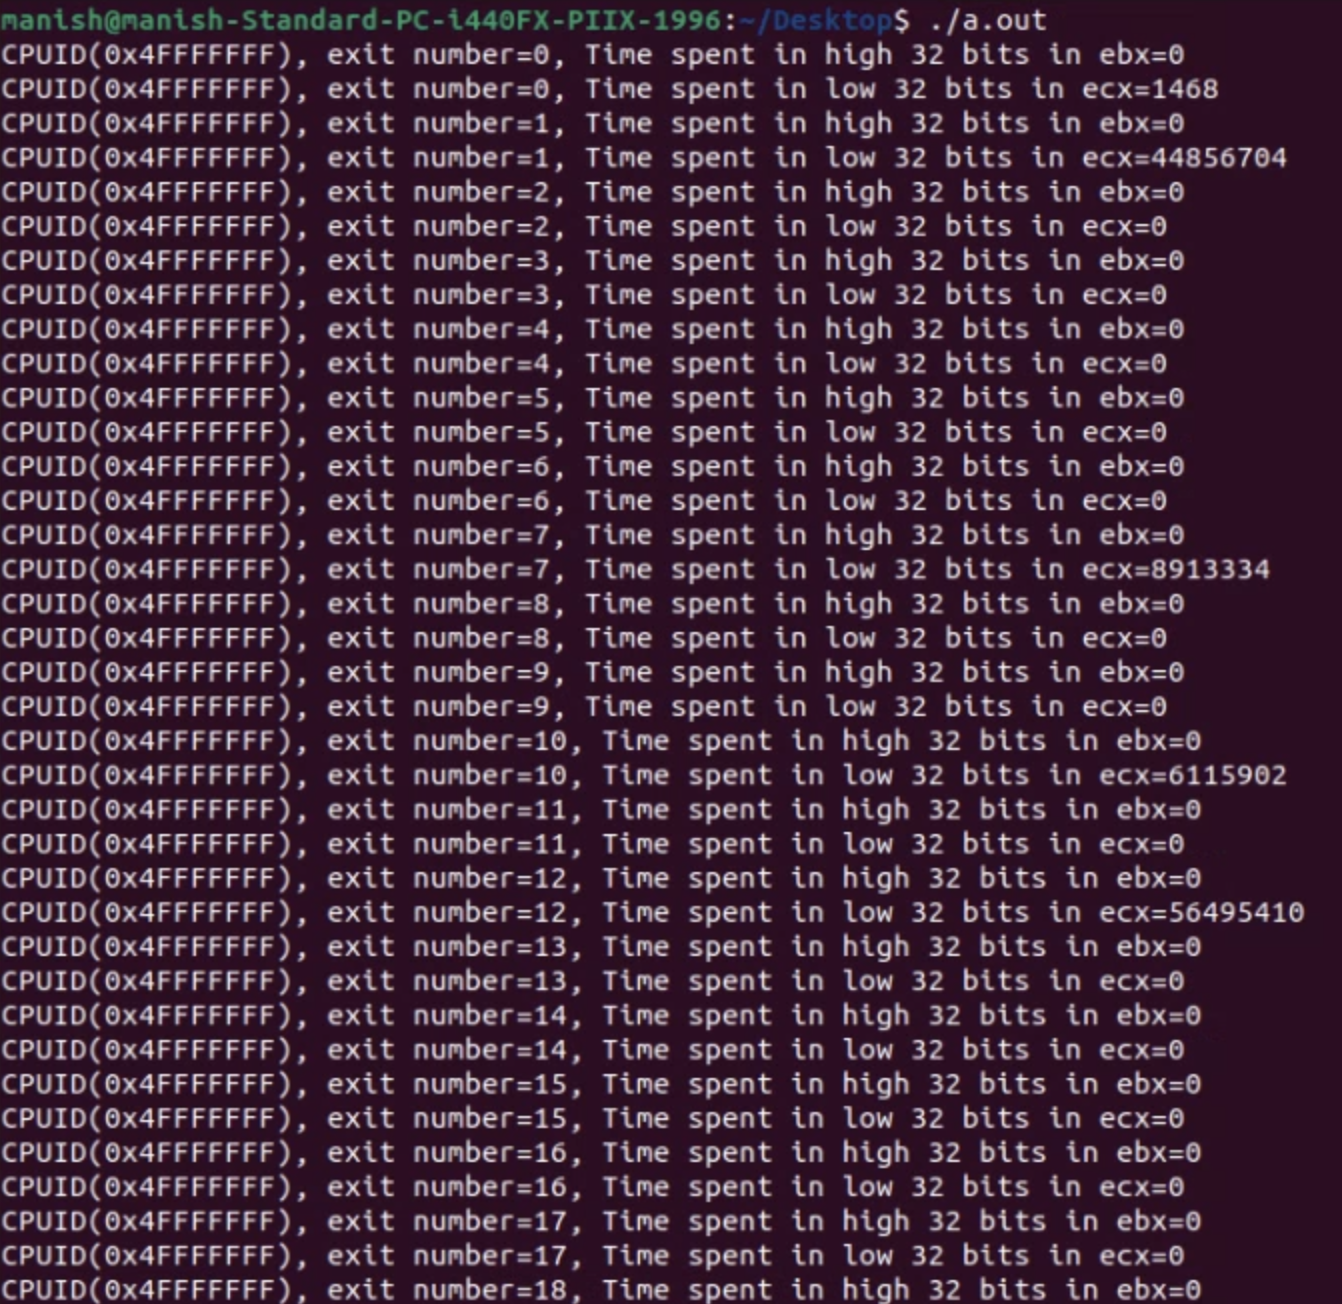 manish@manish-Standard-PC-i440FX-PIIX-1996:~/Desktop$ ./a.out
CPUID(0x4FFFFFFF), exit number=0, Time spent in high 32 bits in ebx=0
CPUID(0x4FFFFFFF), exit number=0, Time spent in low 32 bits in ecx=1468
CPUID(0x4FFFFFFF), exit number=1, Time spent in high 32 bits in ebx=0
CPUID(0x4FFFFFFF), exit number=1, Time spent in low 32 bits in ecx=44856704
CPUID(0x4FFFFFFF), exit number=2, Time spent in high 32 bits in ebx=0
CPUID(0x4FFFFFFF), exit number=2, Time spent in low 32 bits in ecx=0
CPUID(0x4FFFFFFF), exit number=3, Time spent in high 32 bits in ebx=0
CPUID(0x4FFFFFFF), exit number=3, Time spent in low 32 bits in ecx=0
CPUID(0x4FFFFFFF), exit number=4, Time spent in high 32 bits in ebx=0
CPUID(0x4FFFFFFF), exit number=4, Time spent in low 32 bits in ecx=0
CPUID(0x4FFFFFFF), exit number=5, Time spent in high 32 bits in ebx=0
CPUID(0x4FFFFFFF), exit number=5, Time spent in low 32 bits in ecx=0
CPUID(0x4FFFFFFF), exit number=6, Time spent in high 32 bits in ebx=0
CPUID(0x4FFFFFFF), exit number=6, Time spent in low 32 bits in ecx=0
CPUID(0x4FFFFFFF), exit number=7, Time spent in high 32 bits in ebx=0
CPUID(0x4FFFFFFF), exit number=7, Time spent in low 32 bits in ecx=8913334
CPUID(0x4FFFFFFF), exit number=8, Time spent in high 32 bits in ebx=0
CPUID(0x4FFFFFFF), exit number=8, Time spent in low 32 bits in ecx=0
CPUID(0x4FFFFFFF), exit number=9, Time spent in high 32 bits in ebx=0
CPUID(0x4FFFFFFF), exit number=9, Time spent in low 32 bits in ecx=0
CPUID(0x4FFFFFFF), exit number=10, Time spent in high 32 bits in ebx=0
CPUID(0x4FFFFFFF), exit number=10, Time spent in low 32 bits in ecx=6115902
CPUID(0x4FFFFFFF), exit number=11, Time spent in high 32 bits in ebx=0
CPUID(0x4FFFFFFF), exit number=11, Time spent in low 32 bits in ecx=0
CPUID(0x4FFFFFFF), exit number=12, Time spent in high 32 bits in ebx=0
CPUID(0x4FFFFFFF), exit number=12, Time spent in low 32 bits in ecx=56495410
CPUID(0x4FFFFFFF), exit number=13, Time spent in high 32 bits in ebx=0
CPUID(0x4FFFFFFF), exit number=13, Time spent in low 32 bits in ecx=0
CPUID(0x4FFFFFFF), exit number=14, Time spent in high 32 bits in ebx=0
CPUID(0x4FFFFFFF), exit number=14, Time spent in low 32 bits in ecx=0
CPUID(0x4FFFFFFF), exit number=15, Time spent in high 32 bits in ebx=0
CPUID(0x4FFFFFFF), exit number=15, Time spent in low 32 bits in ecx=0
CPUID(0x4FFFFFFF), exit number=16, Time spent in high 32 bits in ebx=0
CPUID(0x4FFFFFFF), exit number=16, Time spent in low 32 bits in ecx=0
CPUID(0x4FFFFFFF), exit number=17, Time spent in high 32 bits in ebx=0
CPUID(0x4FFFFFFF), exit number=17, Time spent in low 32 bits in ecx=0
CPUID(0x4FFFFFFF), exit number=18, Time spent in high 32 bits in ebx=0